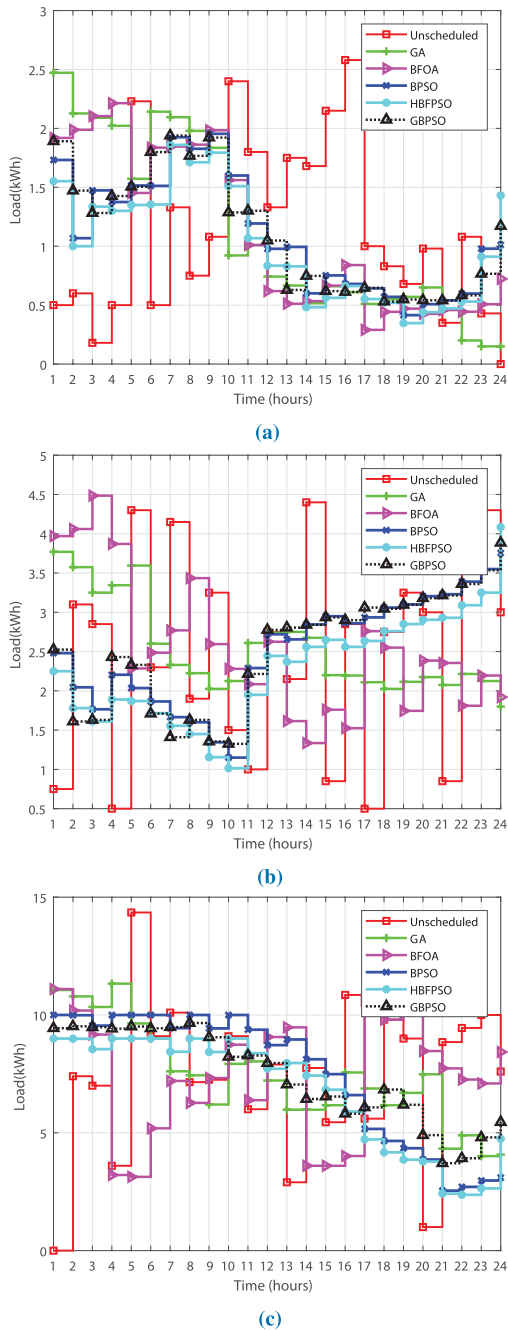 3
2.5
2
1.5
1
0.5
0
Load(kWh)
Unscheduled
GA
BFOA
BPSO
HBFPSO
GBPSO
1 2 3 4 5 6 7 8 9 10 11 12 13 14 15 16 17 18 19 20 21 22 23 24
Time (hours)
(a)
5
4.5
4
3.5
3
2.5
2
1.5
1
0.5
Load(kWh)
Unscheduled
GA
BFOA
BPSO
HBFPSO
GBPSO
1 2 3 4 5 6 7 8 9 10 11 12 13 14 15 16 17 18 19 20 21 22 23 24
Time (hours)
(b)
15
10
5
0
Load(kWh)
Unscheduled
GA
BFOA
BPSO
HBFPSO
GBPSO
1 2 3 4 5 6 7 8 9 10 11 12 13 14 15 16 17 18 19 20 21 22 23 24
Time (hours)
(c)